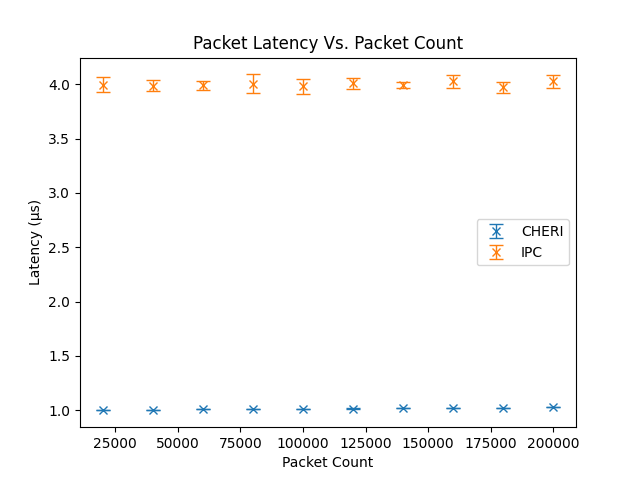 Packet Latency Vs. Packet Count
4.0
3.5
3.0
2.5
2.0
1.5
1.0
Latency (μs)
CHERI
IPC
25000 50000 75000 100000 125000 150000 175000 200000
Packet Count